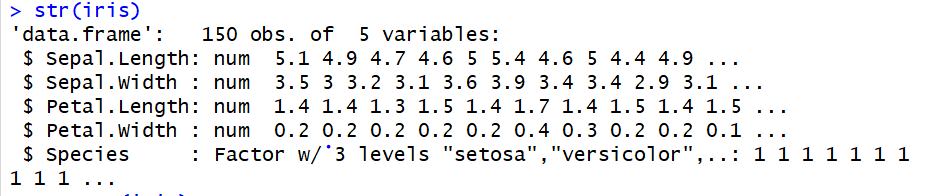 > str(iris)
'data.frame':   150 obs. of  5 variables:
 $ Sepal.Length: num  5.1 4.9 4.7 4.6 5 5.4 4.6 5 4.4 4.9 ...
 $ Sepal.Width : num  3.5 3 3.2 3.1 3.6 3.9 3.4 3.4 2.9 3.1 ...
 $ Petal.Length: num  1.4 1.4 1.3 1.5 1.4 1.7 1.4 1.5 1.4 1.5 ...
 $ Petal.Width : num  0.2 0.2 0.2 0.2 0.2 0.4 0.3 0.2 0.2 0.1 ...
 $ Species     : Factor w/ 3 levels "setosa","versicolor",..: 1 1 1 1 1 1 1
1 1 1 ...